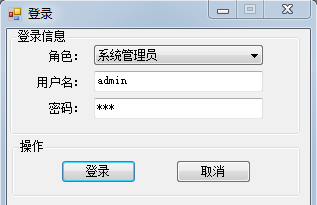 登录
登录信息
角色： 系统管理员
用户名： admin
密码： ***
操作
登录 取消